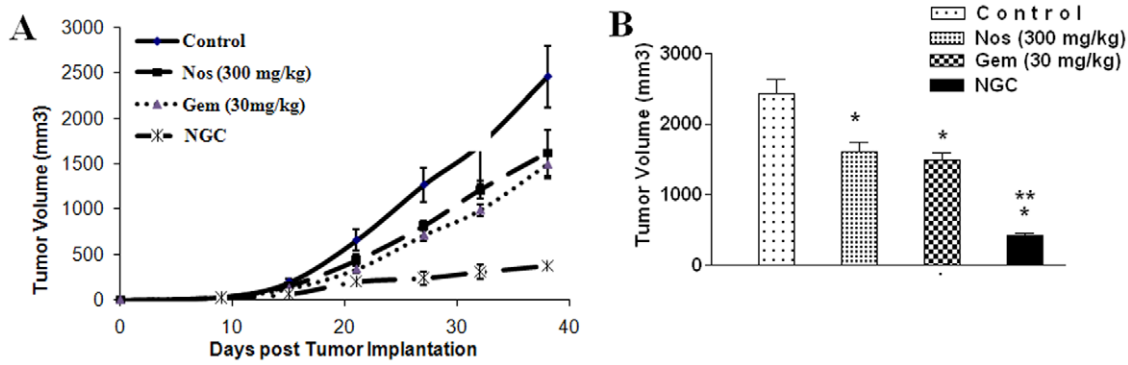 A
Tumor Volume (mm3)
3000
2500
2000
1500
1000
500
0
Control
Nos (300 mg/kg)
Gem (30mg/kg)
NGC
0 10 20 30 40
Days post Tumor Implantation
B
Control
Nos (300 mg/kg)
Gem (30 mg/kg)
NGC
Tumor Volume (mm3)
3000
2000
1000
0
*
*
**
*